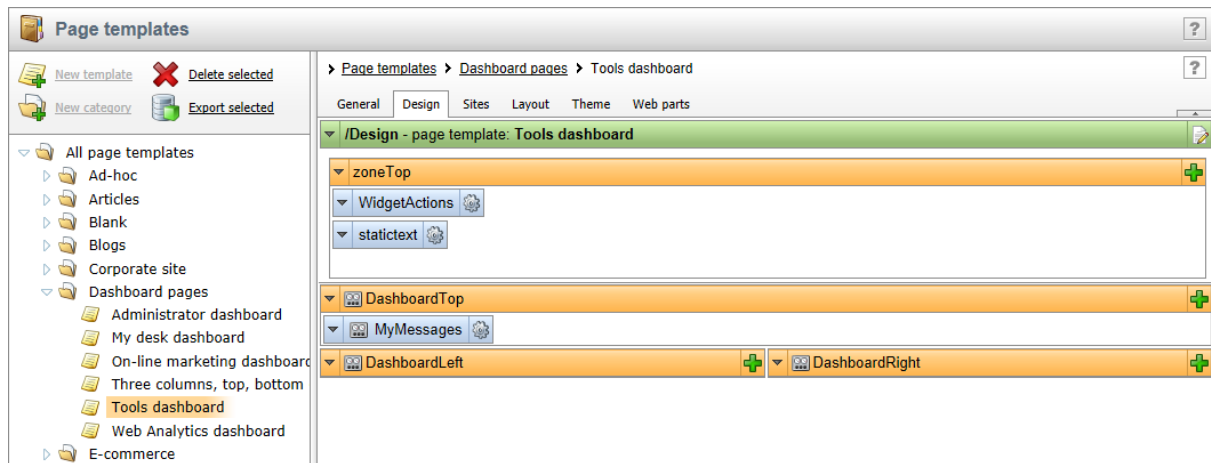 Page templates
?
New template
Delete selected
New category
Export selected
All page templates
Ad-hoc
Articles
Blank
Blogs
Corporate site
Dashboard pages
Administrator dashboard
My desk dashboard
On-line marketing dashboard
Three columns, top, bottom
Tools dashboard
Web Analytics dashboard
E-commerce
Page templates > Dashboard pages > Tools dashboard
?
General Design Sites Layout Theme Web parts
/Design - page template: Tools dashboard
zoneTop
WidgetActions
statictext
DashboardTop
MyMessages
DashboardLeft
DashboardRight